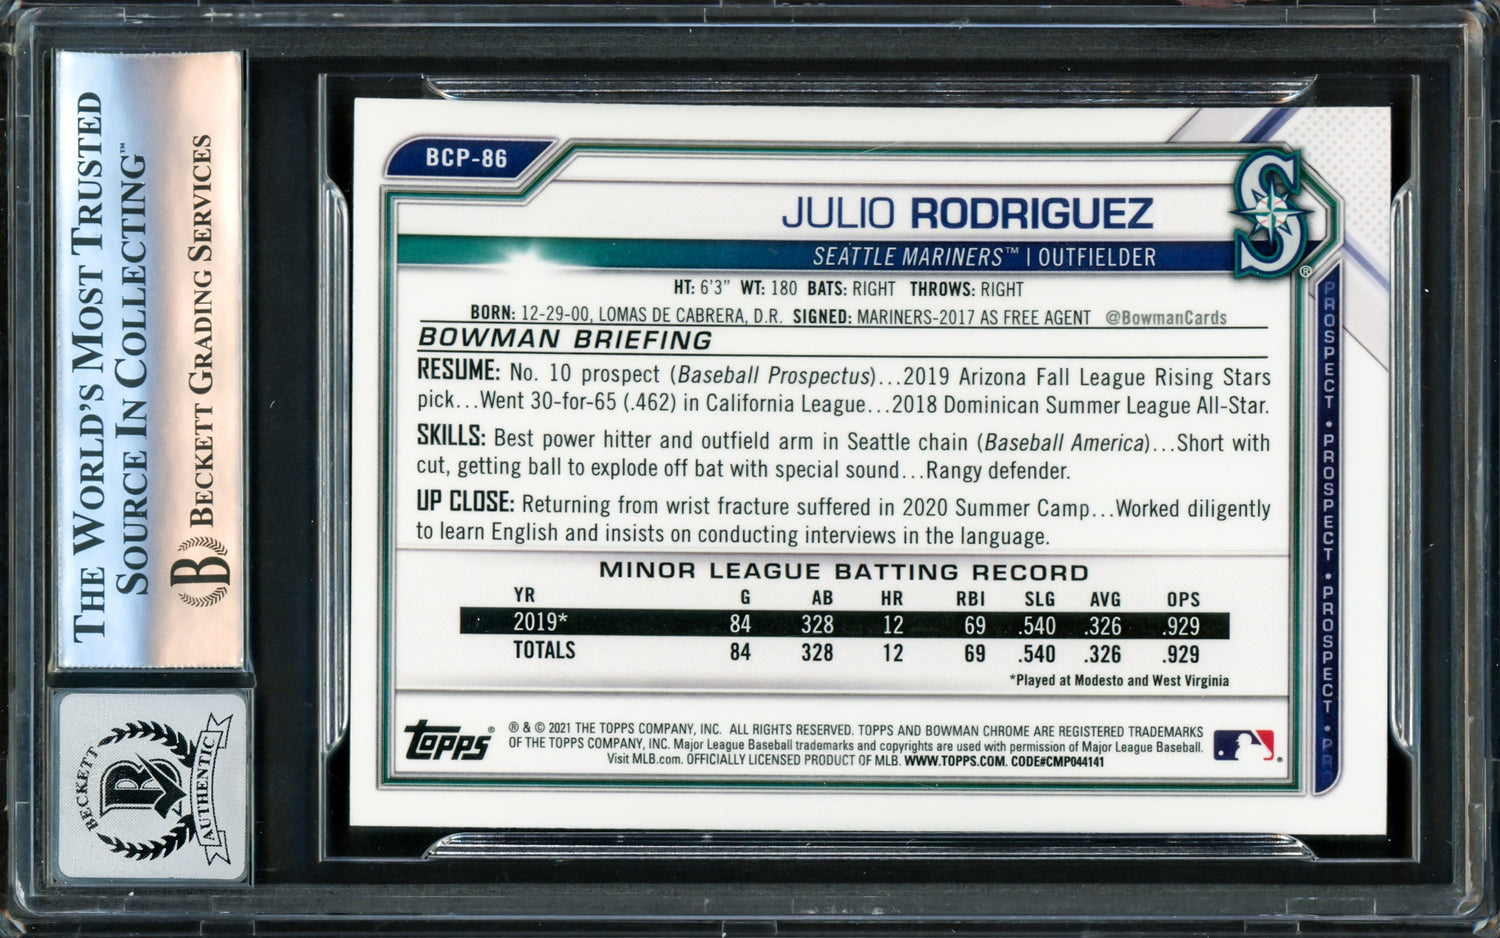 THE WORLD'S MOST TRUSTED
SOURCE IN COLLECTING™
BECKETT GRADING SERVICES
B
BECKETT
B
AUTHENTIC
BCP-86
JULIO RODRIGUEZ
SEATTLE MARINERS™ | OUTFIELDER
S
®
HT: 6'3" WT: 180 BATS: RIGHT THROWS: RIGHT
BORN: 12-29-00, LOMAS DE CABRERA, D.R. SIGNED: MARINERS-2017 AS FREE AGENT @BowmanCards
BOWMAN BRIEFING
RESUME: No. 10 prospect (Baseball Prospectus)...2019 Arizona Fall League Rising Stars
pick...Went 30-for-65 (.462) in California League...2018 Dominican Summer League All-Star.
SKILLS: Best power hitter and outfield arm in Seattle chain (Baseball America)...Short with
cut, getting ball to explode off bat with special sound...Rangy defender.
UP CLOSE: Returning from wrist fracture suffered in 2020 Summer Camp...Worked diligently
to learn English and insists on conducting interviews in the language.
MINOR LEAGUE BATTING RECORD
YR G AB HR RBI SLG AVG OPS
2019* 84 328 12 69 .540 .326 .929
TOTALS 84 328 12 69 .540 .326 .929
*Played at Modesto and West Virginia
Topps®
® & © 2021 THE TOPPS COMPANY, INC. ALL RIGHTS RESERVED. TOPPS AND BOWMAN CHROME ARE REGISTERED TRADEMARKS
OF THE TOPPS COMPANY, INC. Major League Baseball trademarks and copyrights are used with permission of Major League Baseball.
Visit MLB.com. OFFICIALLY LICENSED PRODUCT OF MLB. WWW.TOPPS.COM. CODE#CMP044141
PROSPECT • PROSPECT • PROSPECT • PR